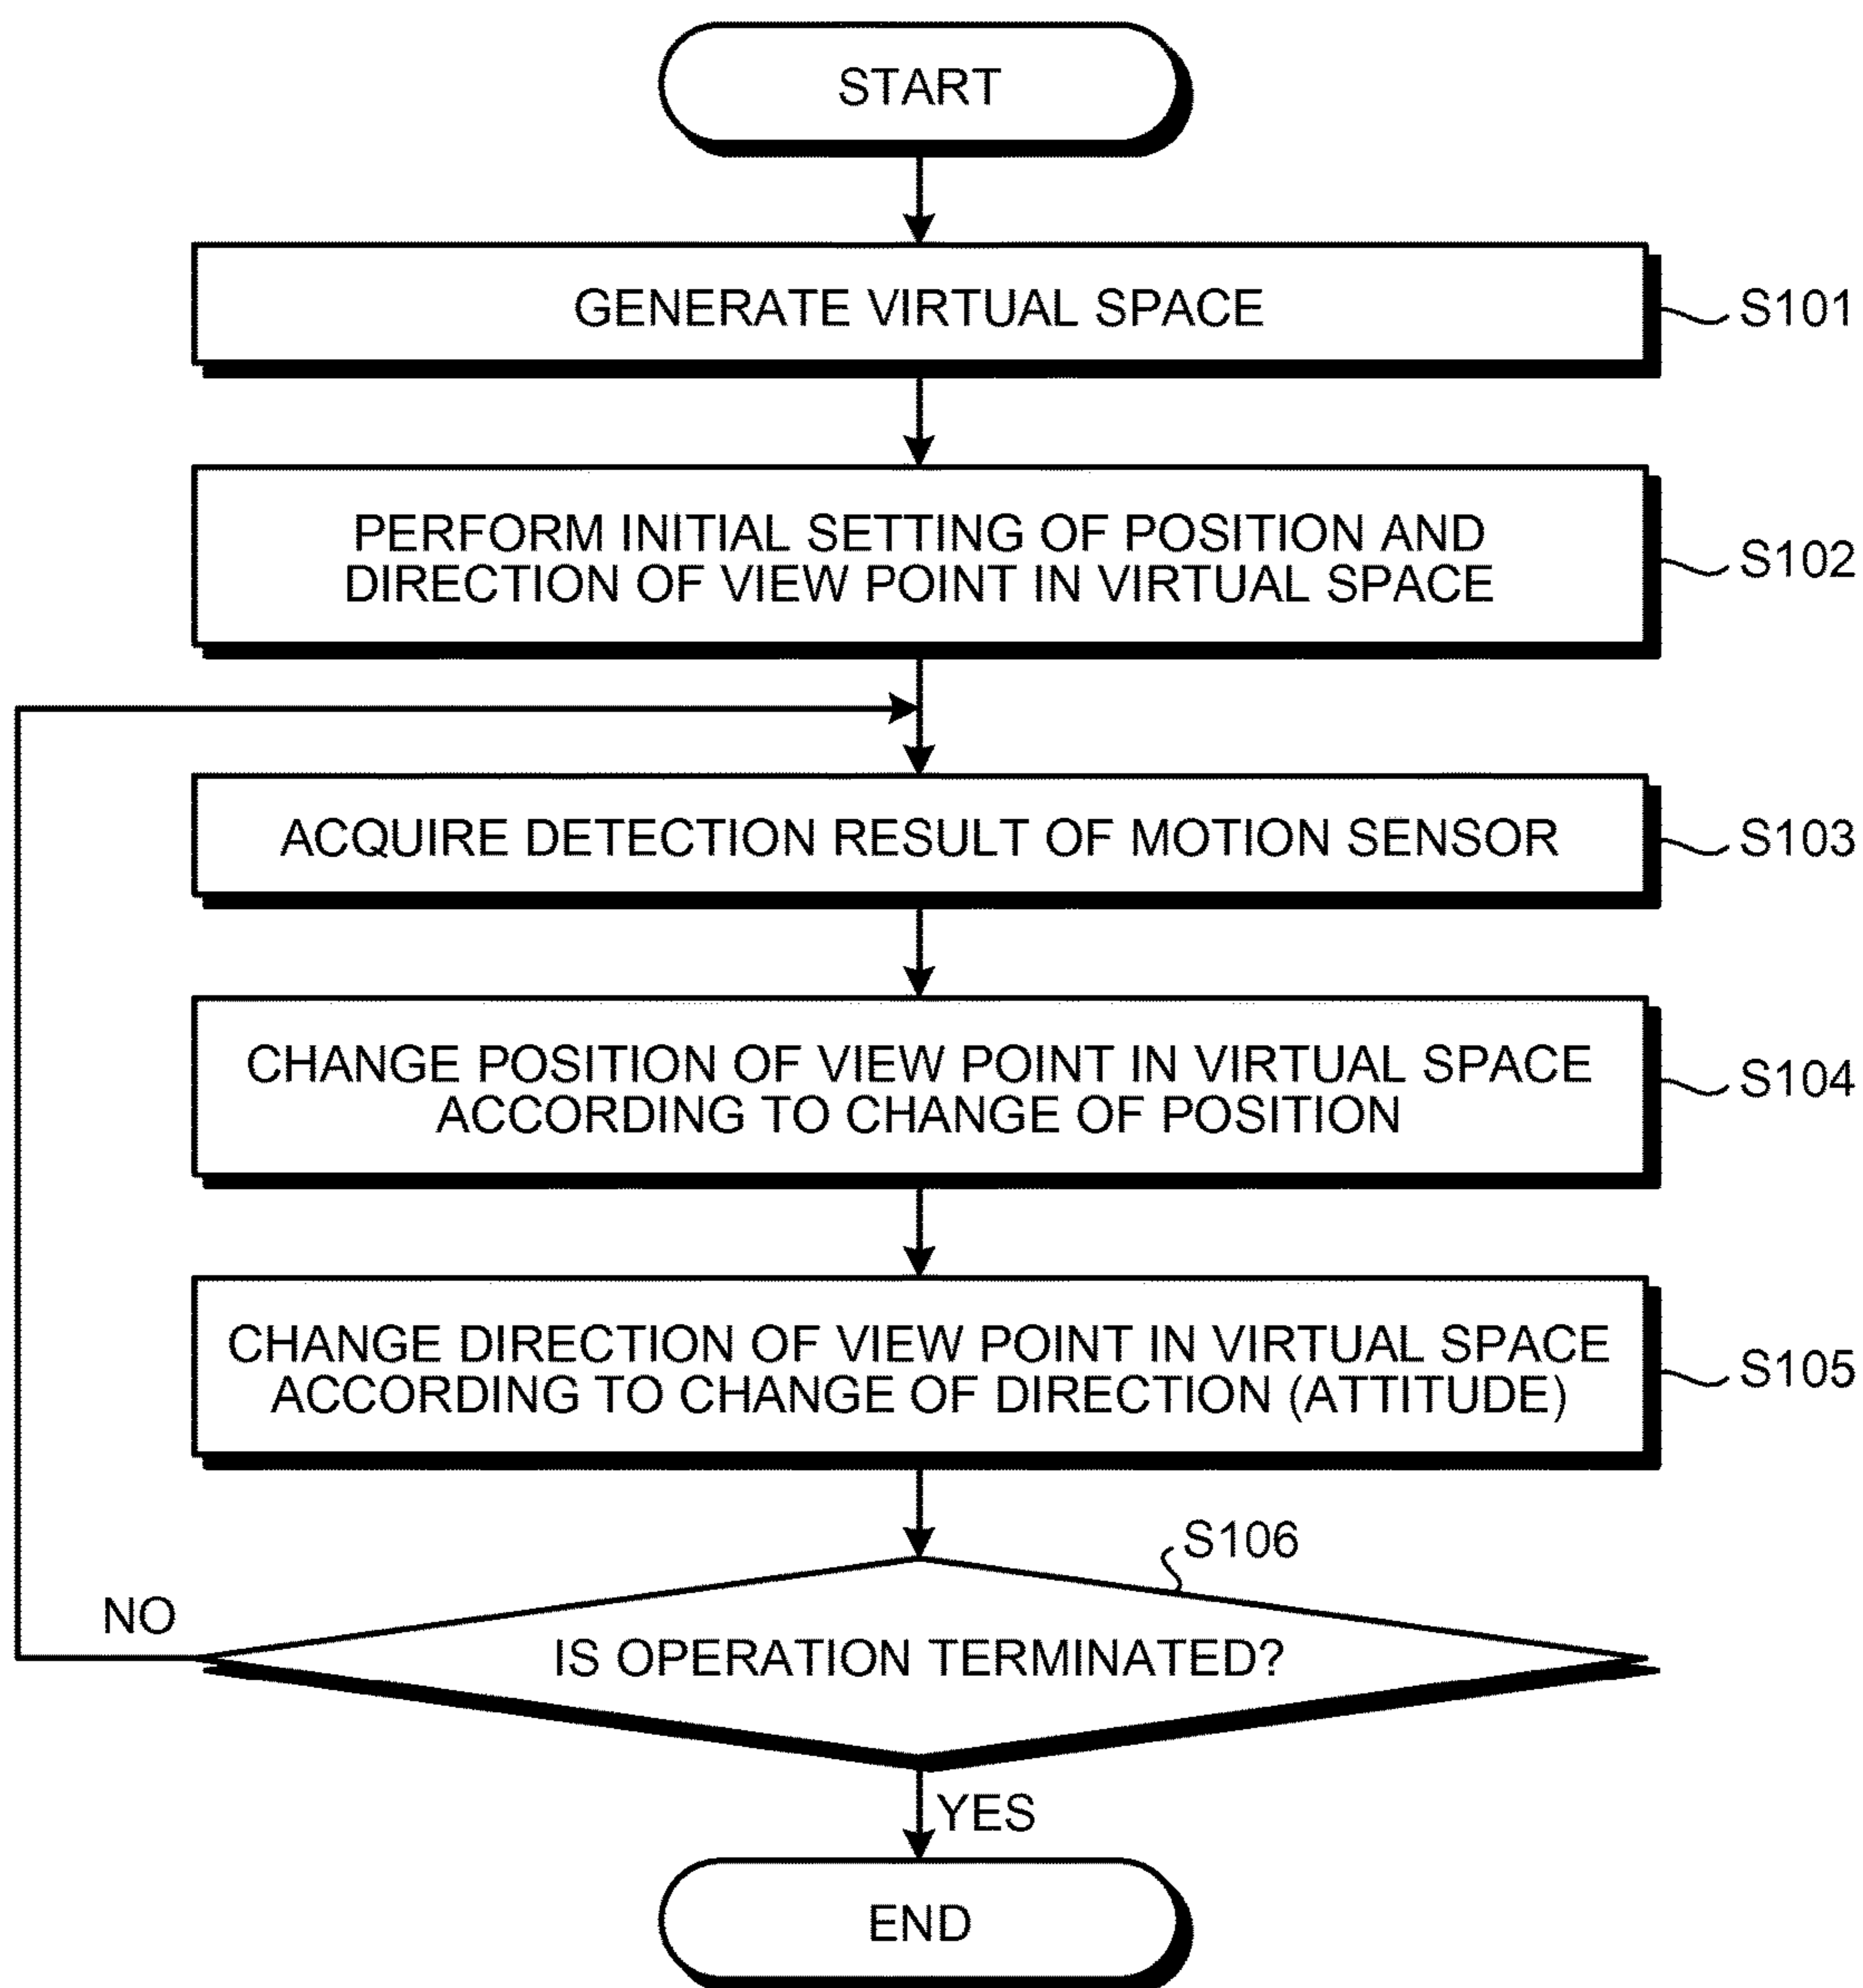 START
GENERATE VIRTUAL SPACE
S101
PERFORM INITIAL SETTING OF POSITION AND
DIRECTION OF VIEW POINT IN VIRTUAL SPACE
S102
ACQUIRE DETECTION RESULT OF MOTION SENSOR
S103
CHANGE POSITION OF VIEW POINT IN VIRTUAL SPACE
ACCORDING TO CHANGE OF POSITION
S104
CHANGE DIRECTION OF VIEW POINT IN VIRTUAL SPACE
ACCORDING TO CHANGE OF DIRECTION (ATTITUDE)
S105
S106
NO
IS OPERATION TERMINATED?
YES
END